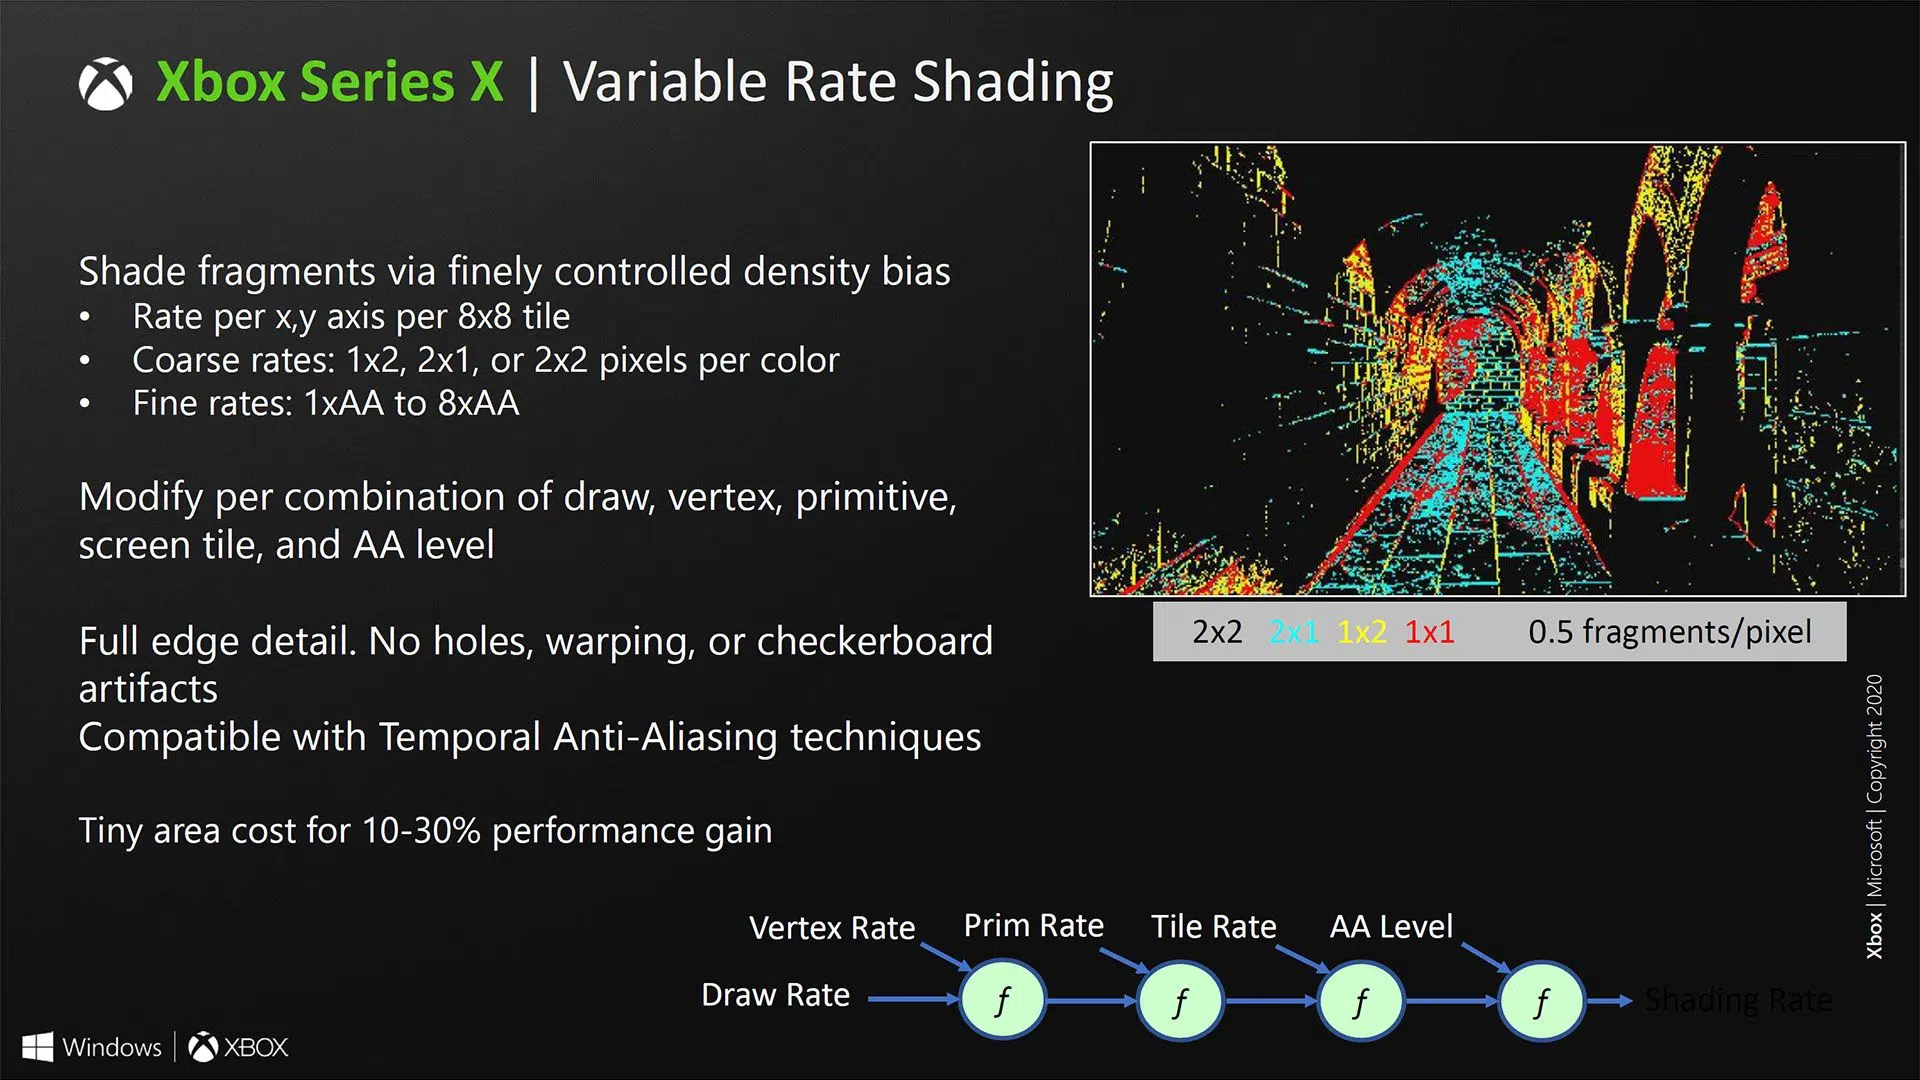 Xbox Series X | Variable Rate Shading
Shade fragments via finely controlled density bias
• Rate per x,y axis per 8x8 tile
• Coarse rates: 1x2, 2x1, or 2x2 pixels per color
• Fine rates: 1xAA to 8xAA
Modify per combination of draw, vertex, primitive,
screen tile, and AA level
Full edge detail. No holes, warping, or checkerboard
artifacts
Compatible with Temporal Anti-Aliasing techniques
Tiny area cost for 10-30% performance gain
2x2 2x1 1x2 1x1 0.5 fragments/pixel
Xbox | Microsoft | Copyright 2020
Vertex Rate Prim Rate Tile Rate AA Level
Draw Rate f f f f Shading Rate
Windows | XBOX